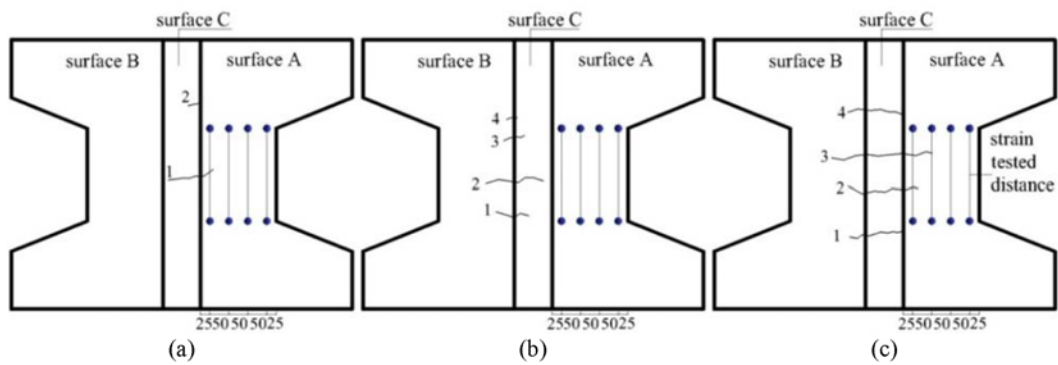 surface C
surface B
surface A
2
1
2550 50 5025
(a)
surface C
surface B
surface A
4
3
2
1
2550 50 5025
(b)
surface C
surface B
surface A
4
3
strain
tested
distance
2
1
2550 50 5025
(c)